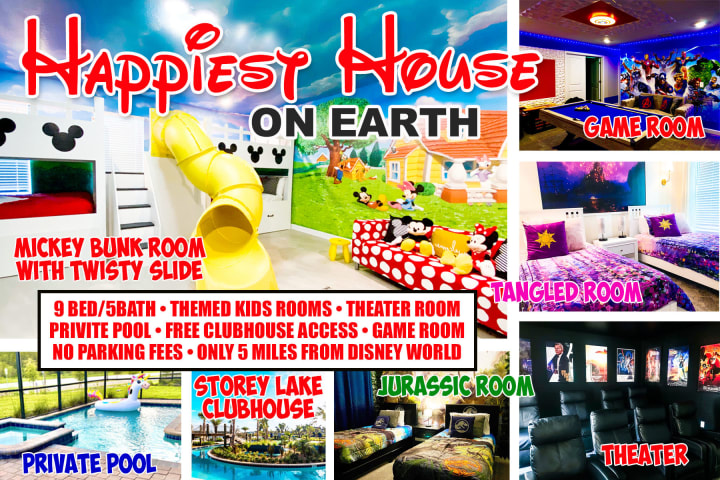 Happiest House
ON EARTH
GAME ROOM
MICKEY BUNK ROOM
WITH TWISTY SLIDE
TANGLED ROOM
9 BED/5BATH • THEMED KIDS ROOMS • THEATER ROOM
PRIVITE POOL • FREE CLUBHOUSE ACCESS • GAME ROOM
NO PARKING FEES • ONLY 5 MILES FROM DISNEY WORLD
STOREY LAKE
CLUBHOUSE
JURASSIC ROOM
PRIVATE POOL
THEATER